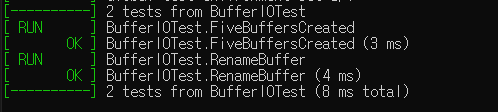 [----------] 2 tests from BufferIOTest
[ RUN      ] BufferIOTest.FiveBuffersCreated
[       OK ] BufferIOTest.FiveBuffersCreated (3 ms)
[ RUN      ] BufferIOTest.RenameBuffer
[       OK ] BufferIOTest.RenameBuffer (4 ms)
[----------] 2 tests from BufferIOTest (8 ms total)